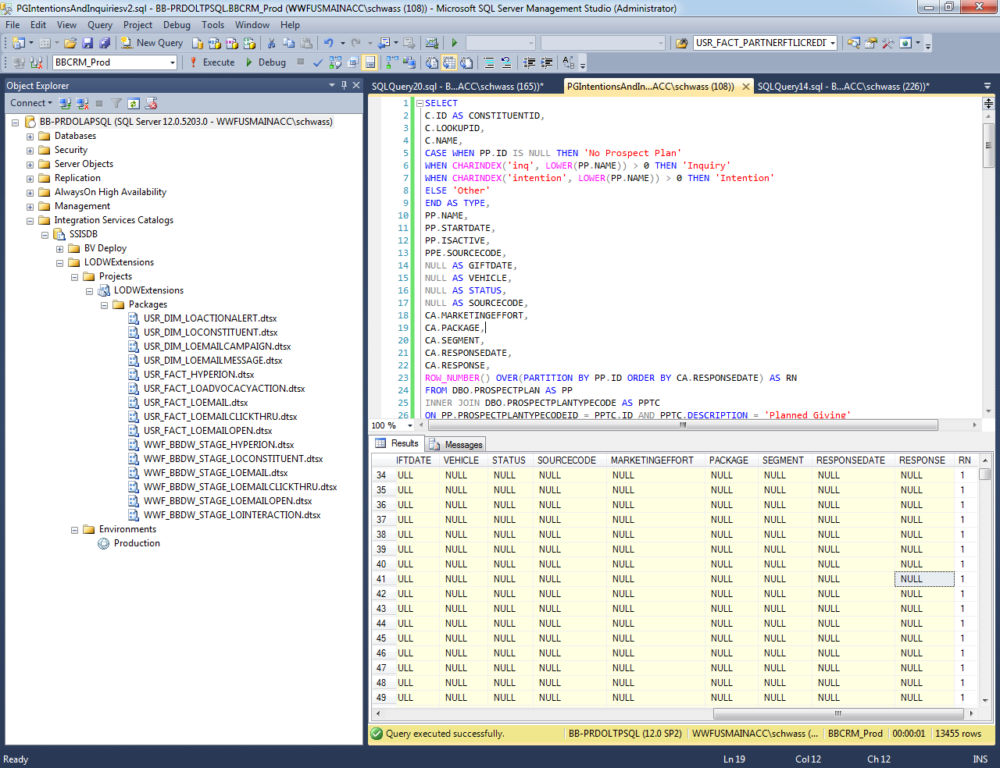 PGIntentionsAndInquiriesv2.sql - BB-PRDOLTPSQL.BBCRM_Prod (WWFUSMAINACC\schwass (108)) - Microsoft SQL Server Management Studio (Administrator)
File Edit View Query Project Debug Tools Window Help
New Query USR_FACT_PARTNERFTLICREDIT
BBCRM_Prod Execute Debug
Object Explorer
Connect
BB-PRDOLAPSQL (SQL Server 12.0.5203.0 - WWFUSMAINACC\schwass)
Databases
Security
Server Objects
Replication
AlwaysOn High Availability
Management
Integration Services Catalogs
SSISDB
BV Deploy
LODWExtensions
Projects
LODWExtensions
Packages
USR_DIM_LOACTIONALERT.dtsx
USR_DIM_LOCONSTITUENT.dtsx
USR_DIM_LOEMAILCAMPAIGN.dtsx
USR_DIM_LOEMAILMESSAGE.dtsx
USR_FACT_HYPERION.dtsx
USR_FACT_LOADVOCACYACTION.dtsx
USR_FACT_LOEMAIL.dtsx
USR_FACT_LOEMAILCLICKTHRU.dtsx
USR_FACT_LOEMAILOPEN.dtsx
WWF_BBDW_STAGE_HYPERION.dtsx
WWF_BBDW_STAGE_LOCONSTITUENT.dtsx
WWF_BBDW_STAGE_LOEMAIL.dtsx
WWF_BBDW_STAGE_LOEMAILCLICKTHRU.dtsx
WWF_BBDW_STAGE_LOEMAILOPEN.dtsx
WWF_BBDW_STAGE_LOINTERACTION.dtsx
Environments
Production
SQLQuery20.sql - B...ACC\schwass (165))* PGIntentionsAndIn...ACC\schwass (108)) SQLQuery14.sql - B...ACC\schwass (226))*
1 SELECT
2 C.ID AS CONSTITUENTID,
3 C.LOOKUPID,
4 C.NAME,
5 CASE WHEN PP.ID IS NULL THEN 'No Prospect Plan'
6 WHEN CHARINDEX('inq', LOWER(PP.NAME)) > 0 THEN 'Inquiry'
7 WHEN CHARINDEX('intention', LOWER(PP.NAME)) > 0 THEN 'Intention'
8 ELSE 'Other'
9 END AS TYPE,
10 PP.NAME,
11 PP.STARTDATE,
12 PP.ISACTIVE,
13 PPE.SOURCECODE,
14 NULL AS GIFTDATE,
15 NULL AS VEHICLE,
16 NULL AS STATUS,
17 NULL AS SOURCECODE,
18 CA.MARKETINGEFFORT,
19 CA.PACKAGE,
20 CA.SEGMENT,
21 CA.RESPONSEDATE,
22 CA.RESPONSE,
23 ROW_NUMBER() OVER(PARTITION BY PP.ID ORDER BY CA.RESPONSEDATE) AS RN
24 FROM DBO.PROSPECTPLAN AS PP
25 INNER JOIN DBO.PROSPECTPLANTYPECODE AS PPTC
26 ON PP.PROSPECTPLANTYPECODEID = PPTC.ID AND PPTC.DESCRIPTION = 'Planned Giving'
100 %
Results Messages
IFTDATE VEHICLE STATUS SOURCECODE MARKETINGEFFORT PACKAGE SEGMENT RESPONSEDATE RESPONSE RN
34 ULL NULL NULL NULL NULL NULL NULL NULL NULL 1
35 ULL NULL NULL NULL NULL NULL NULL NULL NULL 1
36 ULL NULL NULL NULL NULL NULL NULL NULL NULL 1
37 ULL NULL NULL NULL NULL NULL NULL NULL NULL 1
38 ULL NULL NULL NULL NULL NULL NULL NULL NULL 1
39 ULL NULL NULL NULL NULL NULL NULL NULL NULL 1
40 ULL NULL NULL NULL NULL NULL NULL NULL NULL 1
41 ULL NULL NULL NULL NULL NULL NULL NULL NULL 1
42 ULL NULL NULL NULL NULL NULL NULL NULL NULL 1
43 ULL NULL NULL NULL NULL NULL NULL NULL NULL 1
44 ULL NULL NULL NULL NULL NULL NULL NULL NULL 1
45 ULL NULL NULL NULL NULL NULL NULL NULL NULL 1
46 ULL NULL NULL NULL NULL NULL NULL NULL NULL 1
47 ULL NULL NULL NULL NULL NULL NULL NULL NULL 1
48 ULL NULL NULL NULL NULL NULL NULL NULL NULL 1
49 ULL NULL NULL NULL NULL NULL NULL NULL NULL 1
Query executed successfully. BB-PRDOLTPSQL (12.0 SP2) WWFUSMAINACC\schwass (... BBCRM_Prod 00:00:01 13455 rows
Ready Ln 19 Col 12 Ch 12 INS